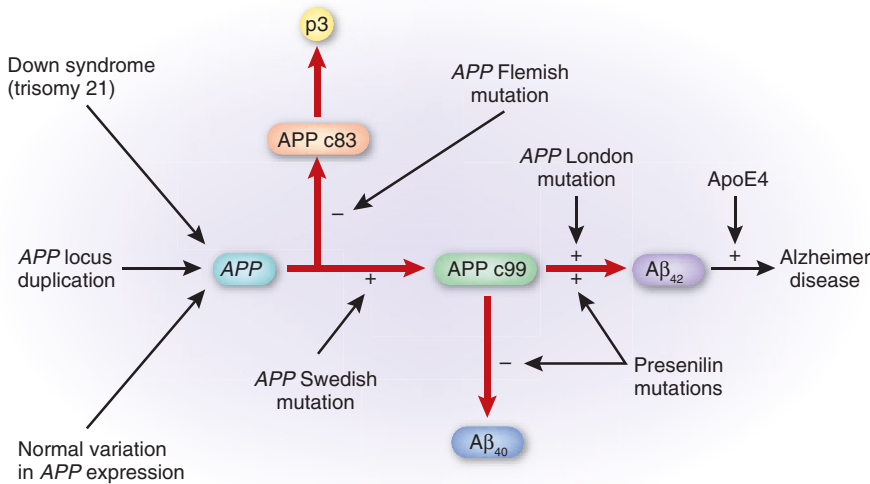 p3
Down syndrome
(trisomy 21)
APP Flemish
mutation
APP c83
APP London
mutation
ApoE4
–
+
+
APP locus
duplication
APP
APP c99
Aβ42
Alzheimer
disease
+
+
APP Swedish
mutation
–
Presenilin
mutations
Aβ40
Normal variation
in APP expression